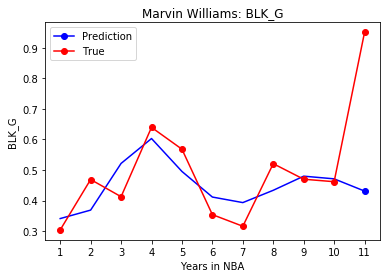 Marvin Williams: BLK_G
Prediction
True
BLK_G
0.9
0.8
0.7
0.6
0.5
0.4
0.3
1 2 3 4 5 6 7 8 9 10 11
Years in NBA